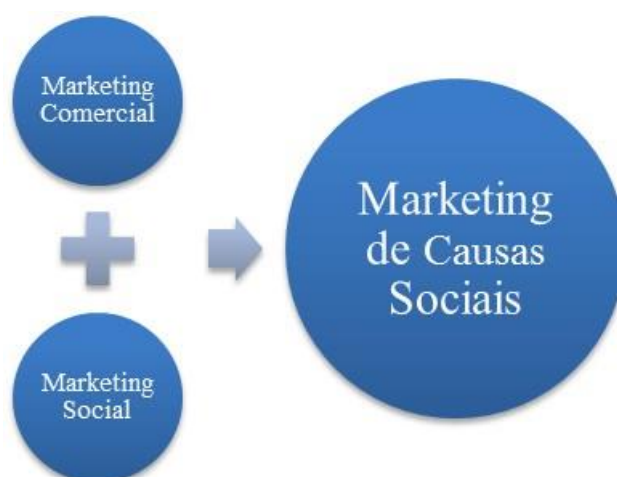 Marketing
Comercial
Marketing
Social
Marketing
de Causas
Sociais